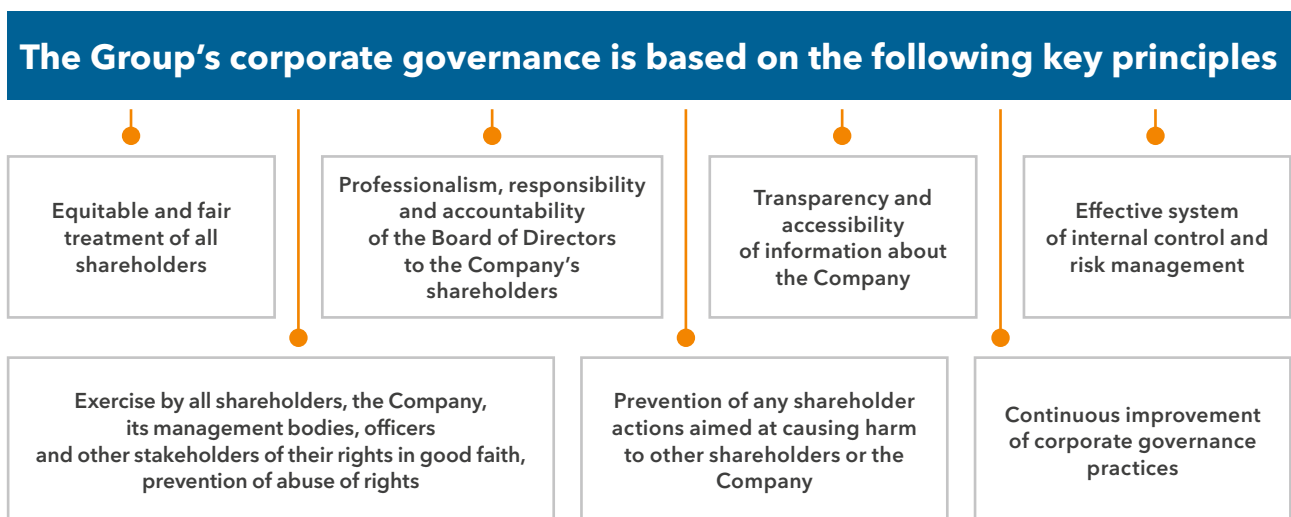 The Group’s corporate governance is based on the following key principles
Equitable and fair
treatment of all
shareholders
Professionalism, responsibility
and accountability
of the Board of Directors
to the Company’s
shareholders
Transparency and
accessibility
of information about
the Company
Effective system
of internal control and
risk management
Exercise by all shareholders, the Company,
its management bodies, officers
and other stakeholders of their rights in good faith,
prevention of abuse of rights
Prevention of any shareholder
actions aimed at causing harm
to other shareholders or the
Company
Continuous improvement
of corporate governance
practices